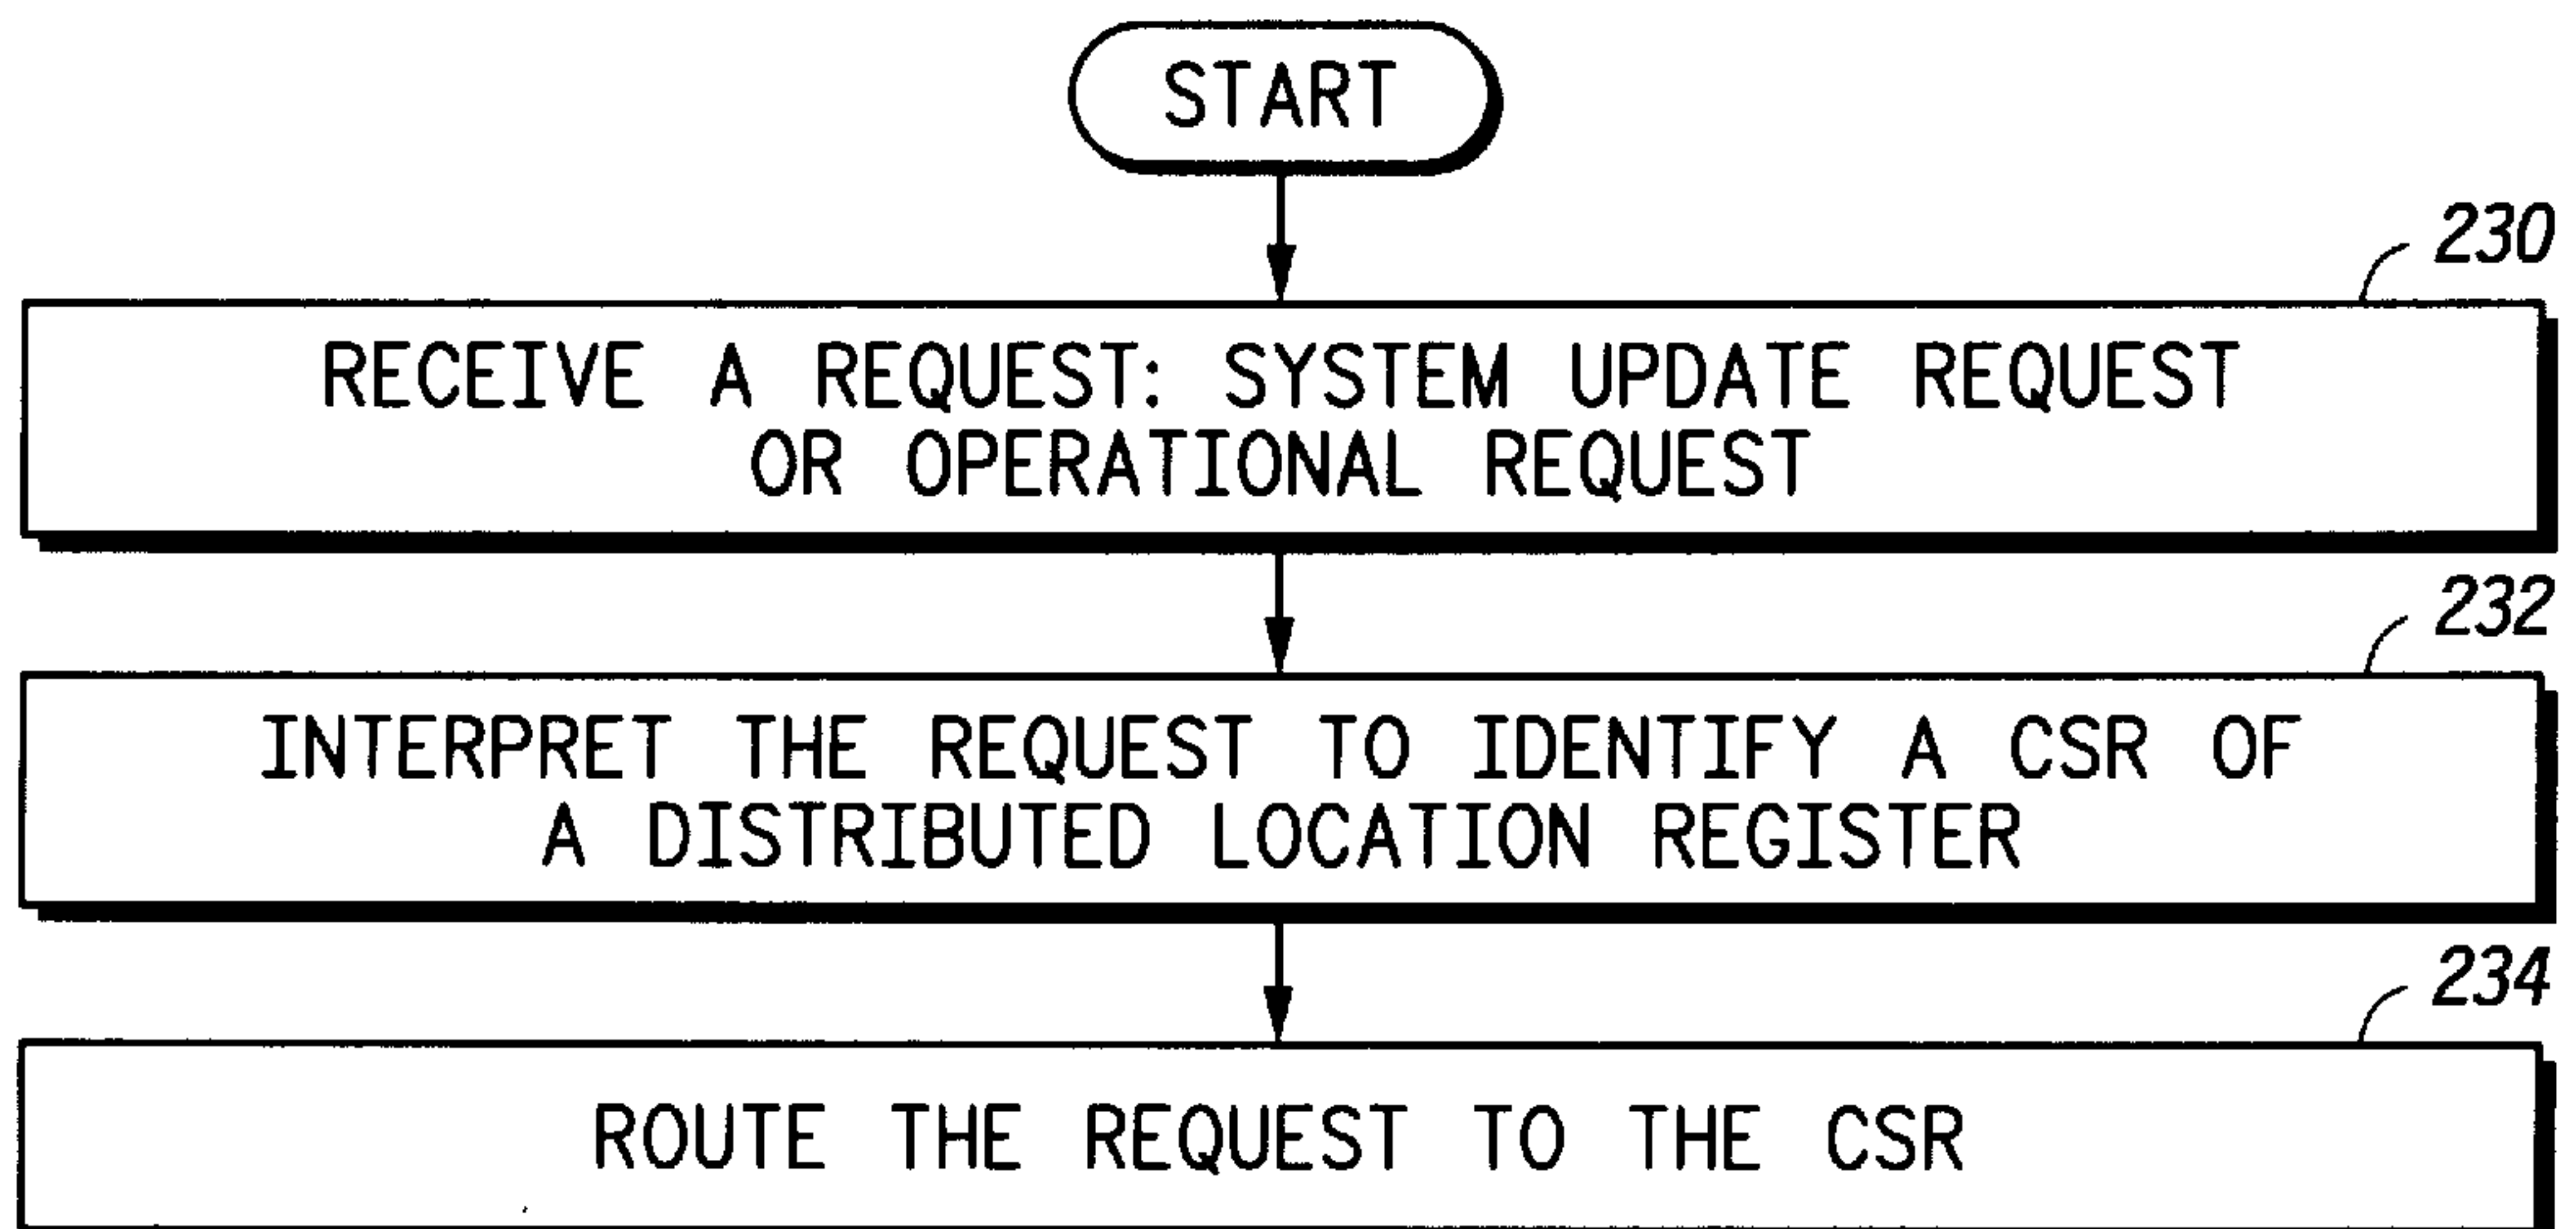 START
230
RECEIVE A REQUEST: SYSTEM UPDATE REQUEST
OR OPERATIONAL REQUEST
232
INTERPRET THE REQUEST TO IDENTIFY A CSR OF
A DISTRIBUTED LOCATION REGISTER
234
ROUTE THE REQUEST TO THE CSR